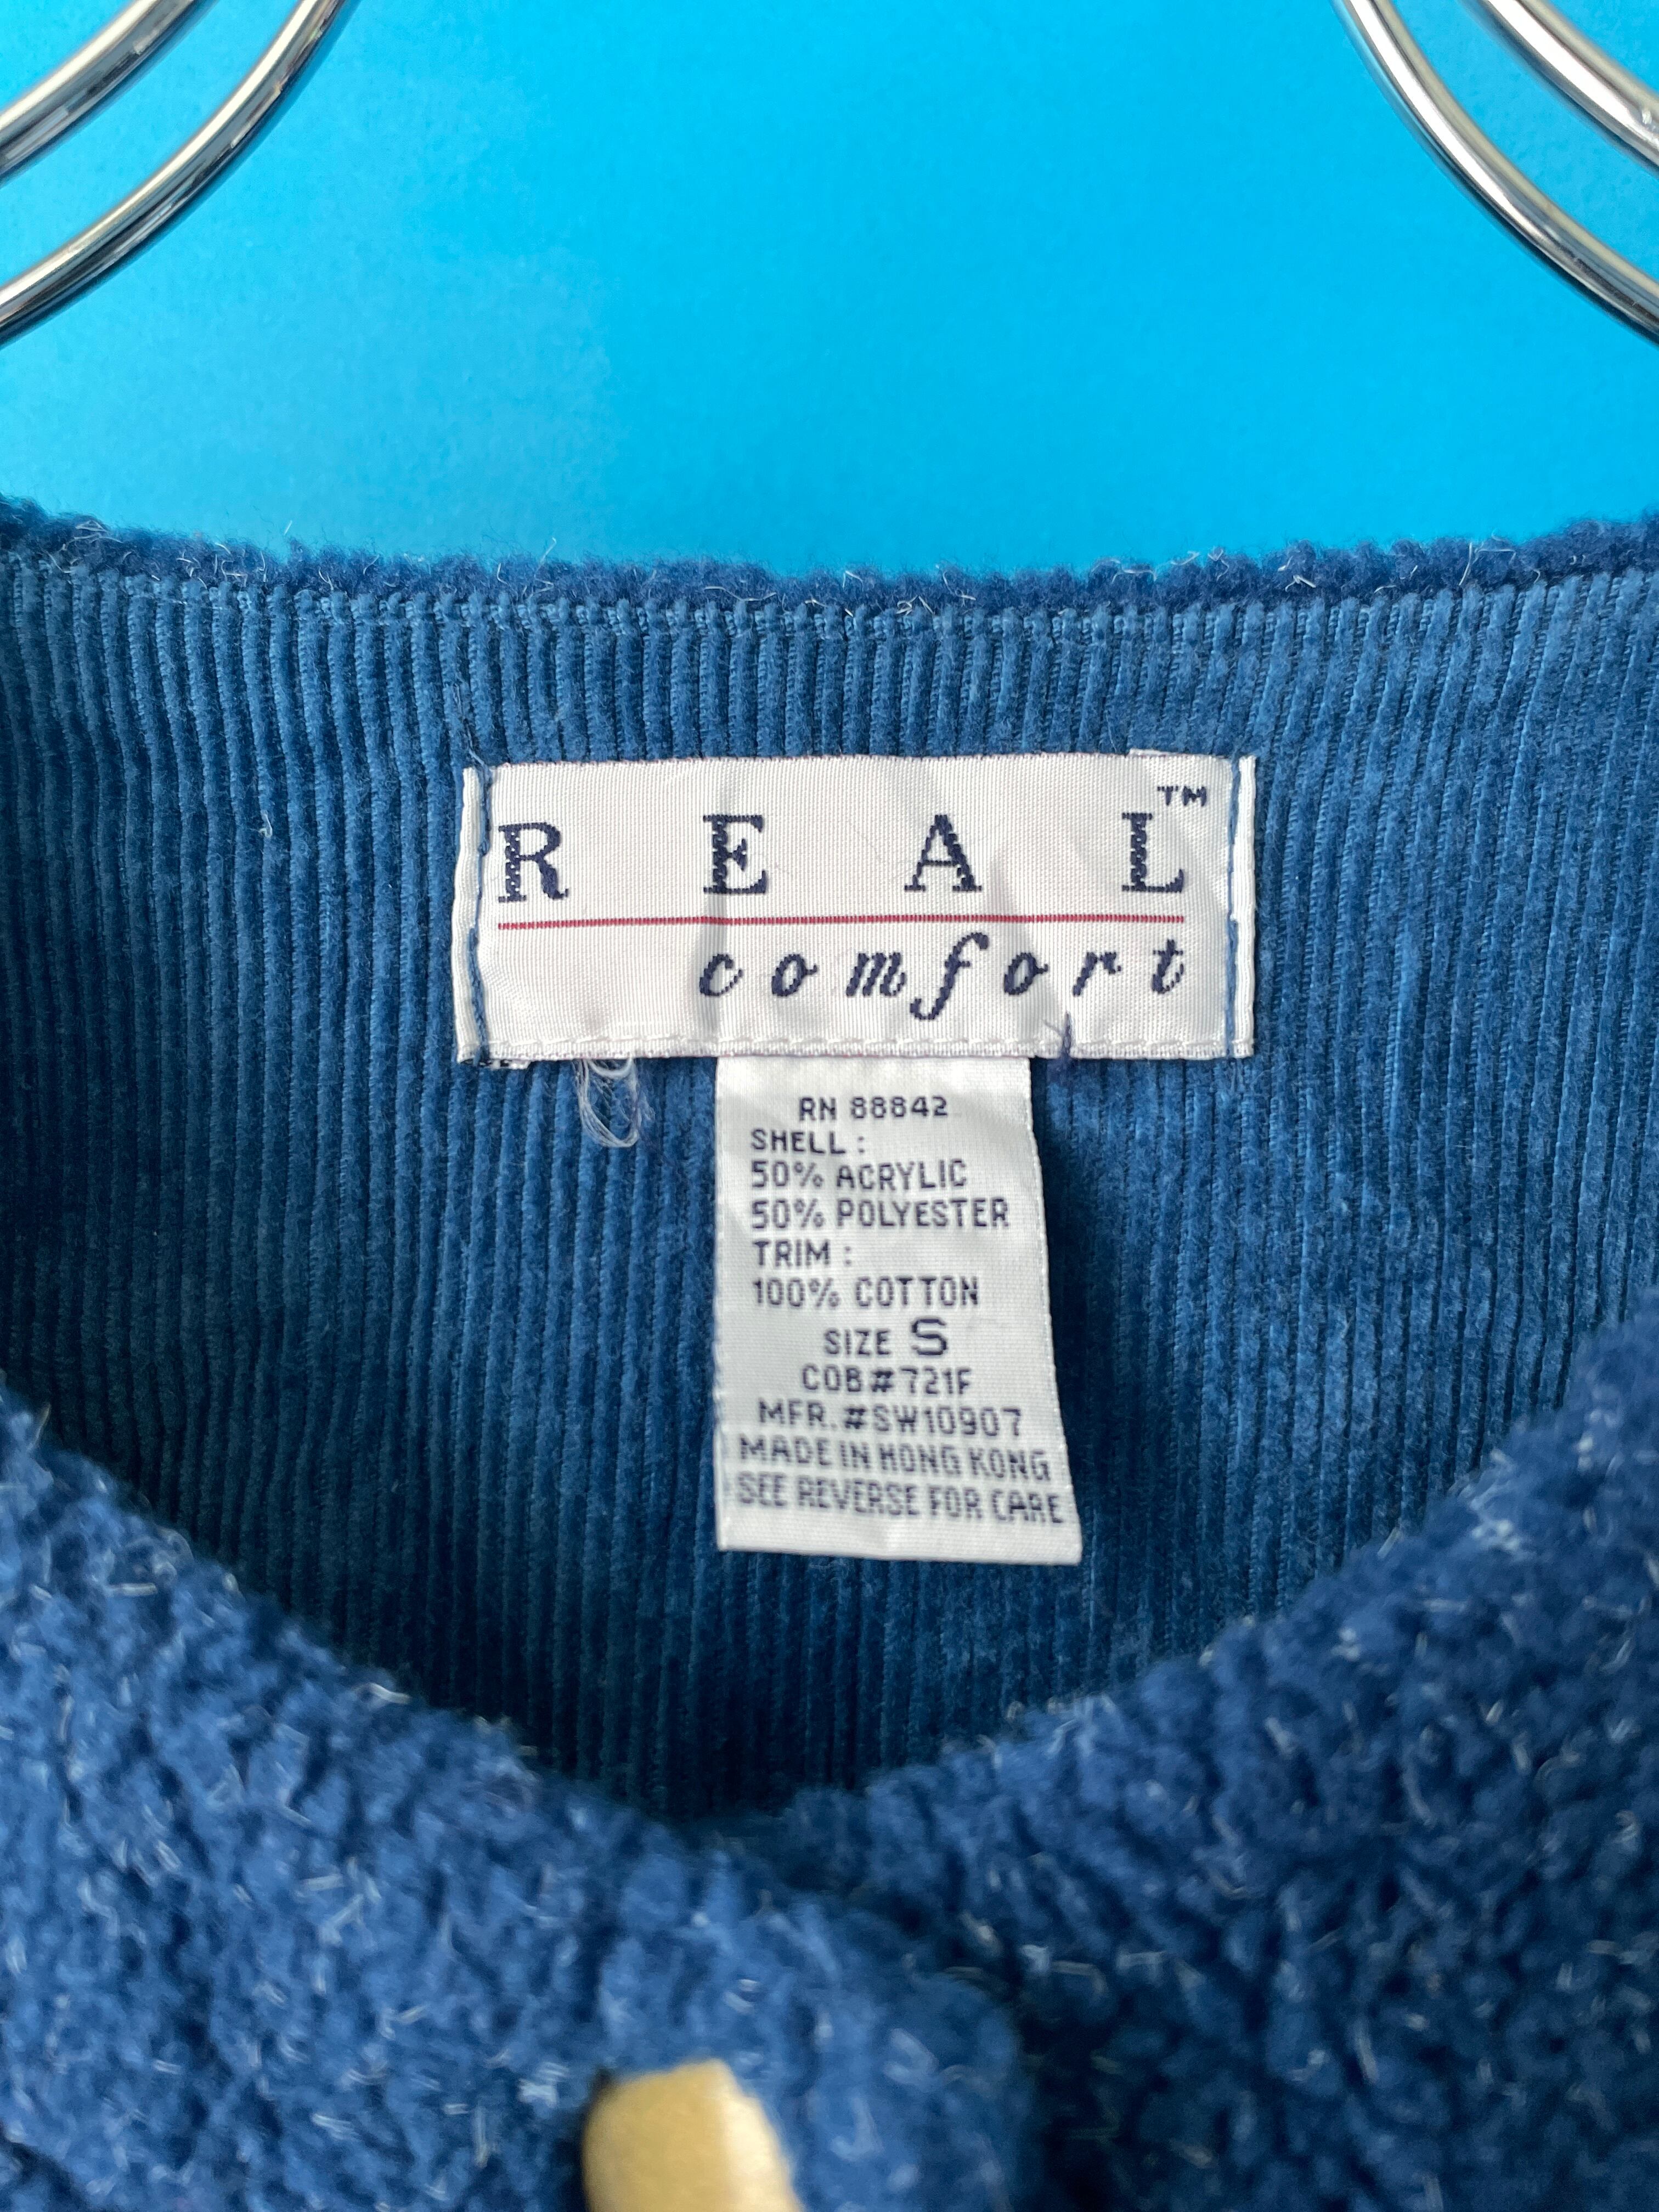 REAL™
comfort
RN 88842
SHELL :
50% ACRYLIC
50% POLYESTER
TRIM :
100% COTTON
SIZE S
COB#721F
MFR.#SW10907
MADE IN HONG KONG
SEE REVERSE FOR CARE